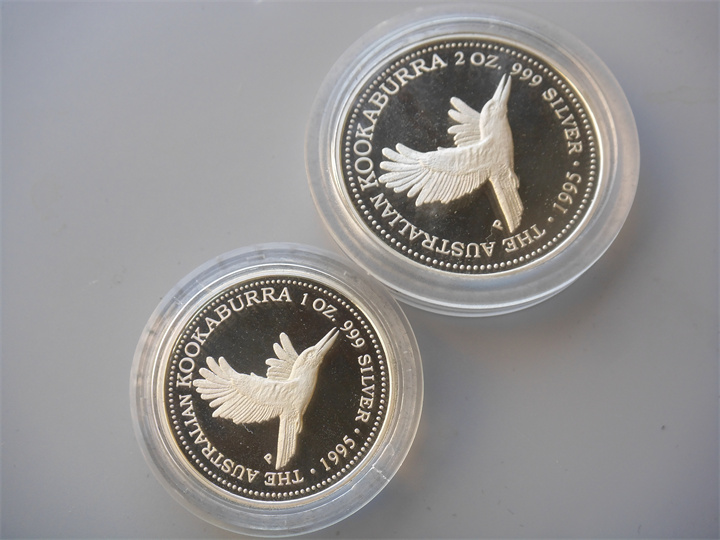 THE AUSTRALIAN KOOKABURRA 2 OZ. 999 SILVER · 1995 ·
P
THE AUSTRALIAN KOOKABURRA 1 OZ. 999 SILVER · 1995 ·
P